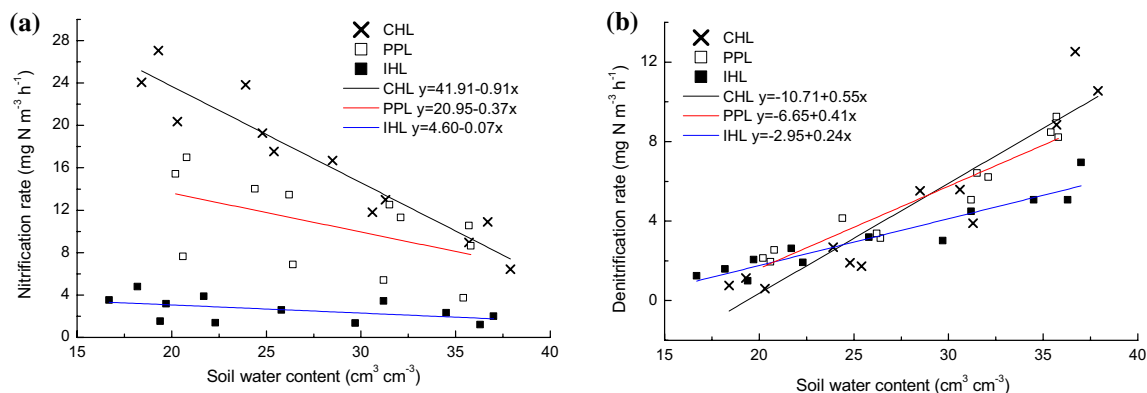 (a)
Nitrification rate (mg N m⁻³ h⁻¹)
28
24
20
16
12
8
4
0
CHL
PPL
IHL
CHL y=41.91-0.91x
PPL y=20.95-0.37x
IHL y=4.60-0.07x
20
25
30
35
40
Soil water content (cm³ cm⁻³)
(b)
Denitrification rate (mg N m⁻³ h⁻¹)
12
8
4
0
CHL
PPL
IHL
CHL y=-10.71+0.55x
PPL y=-6.65+0.41x
IHL y=-2.95+0.24x
15
20
25
30
35
40
Soil water content (cm³ cm⁻³)